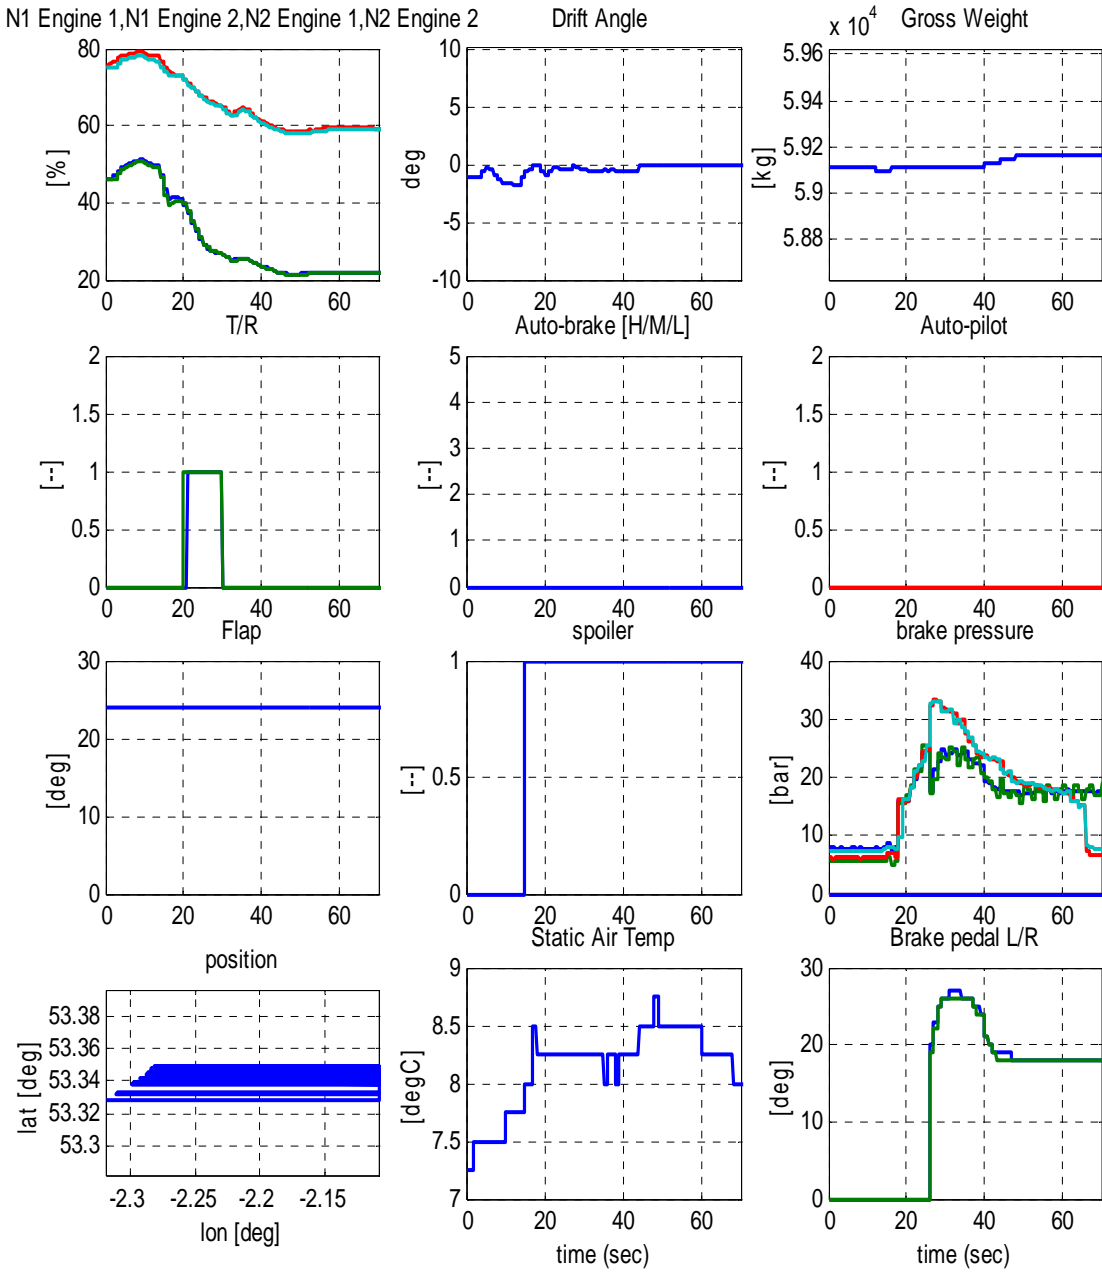 N1 Engine 1,N1 Engine 2,N2 Engine 1,N2 Engine 2
Drift Angle
Gross Weight
x 10^4
80
60
40
20
[%]
0 20 40 60
10
5
0
-5
-10
deg
0 20 40 60
5.96
5.94
5.92
5.9
5.88
[kg]
0 20 40 60
T/R
Auto-brake [H/M/L]
Auto-pilot
2
1.5
1
0.5
0
[--]
0 20 40 60
5
4
3
2
1
0
[--]
0 20 40 60
2
1.5
1
0.5
0
[--]
0 20 40 60
Flap
spoiler
brake pressure
30
20
10
0
[deg]
0 20 40 60
1
0.5
0
[--]
0 20 40 60
40
30
20
10
0
[bar]
0 20 40 60
position
Static Air Temp
Brake pedal L/R
53.38
53.36
53.34
53.32
53.3
lat [deg]
-2.3 -2.25 -2.2 -2.15
lon [deg]
9
8.5
8
7.5
7
[degC]
0 20 40 60
time (sec)
30
20
10
0
[deg]
0 20 40 60
time (sec)